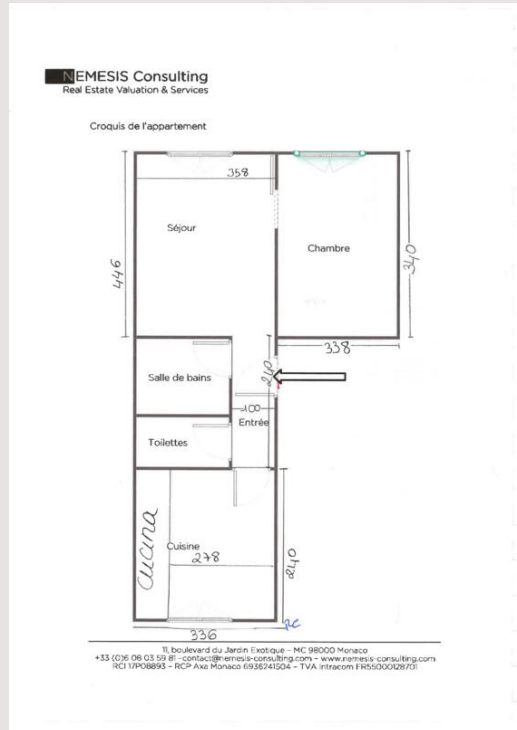 NEMESIS Consulting
Real Estate Valuation & Services
Croquis de l'appartement
358
Séjour
Chambre
446
340
338
Salle de bains
240
100
Entrée
Toilettes
cucina
Cuisine
278
240
336
RC
11, boulevard du Jardin Exotique – MC 98000 Monaco
+33 (0)6 06 03 59 81 – contact@nemesis-consulting.com – www.nemesis-consulting.com
RCI 17P08893 – RCP Axa Monaco 6936241504 – TVA Intracom FR55000128701